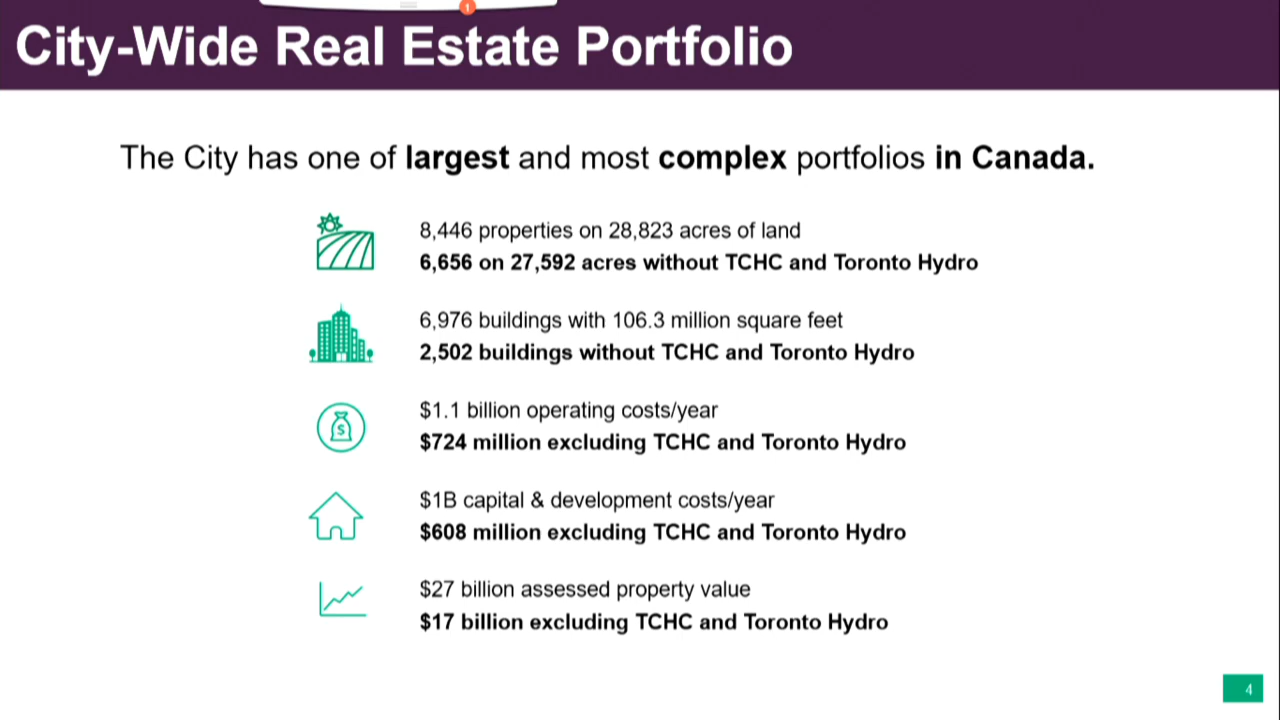 City-Wide Real Estate Portfolio
1
The City has one of largest and most complex portfolios in Canada.
8,446 properties on 28,823 acres of land
6,656 on 27,592 acres without TCHC and Toronto Hydro
6,976 buildings with 106.3 million square feet
2,502 buildings without TCHC and Toronto Hydro
$
$1.1 billion operating costs/year
$724 million excluding TCHC and Toronto Hydro
$1B capital & development costs/year
$608 million excluding TCHC and Toronto Hydro
$27 billion assessed property value
$17 billion excluding TCHC and Toronto Hydro
4